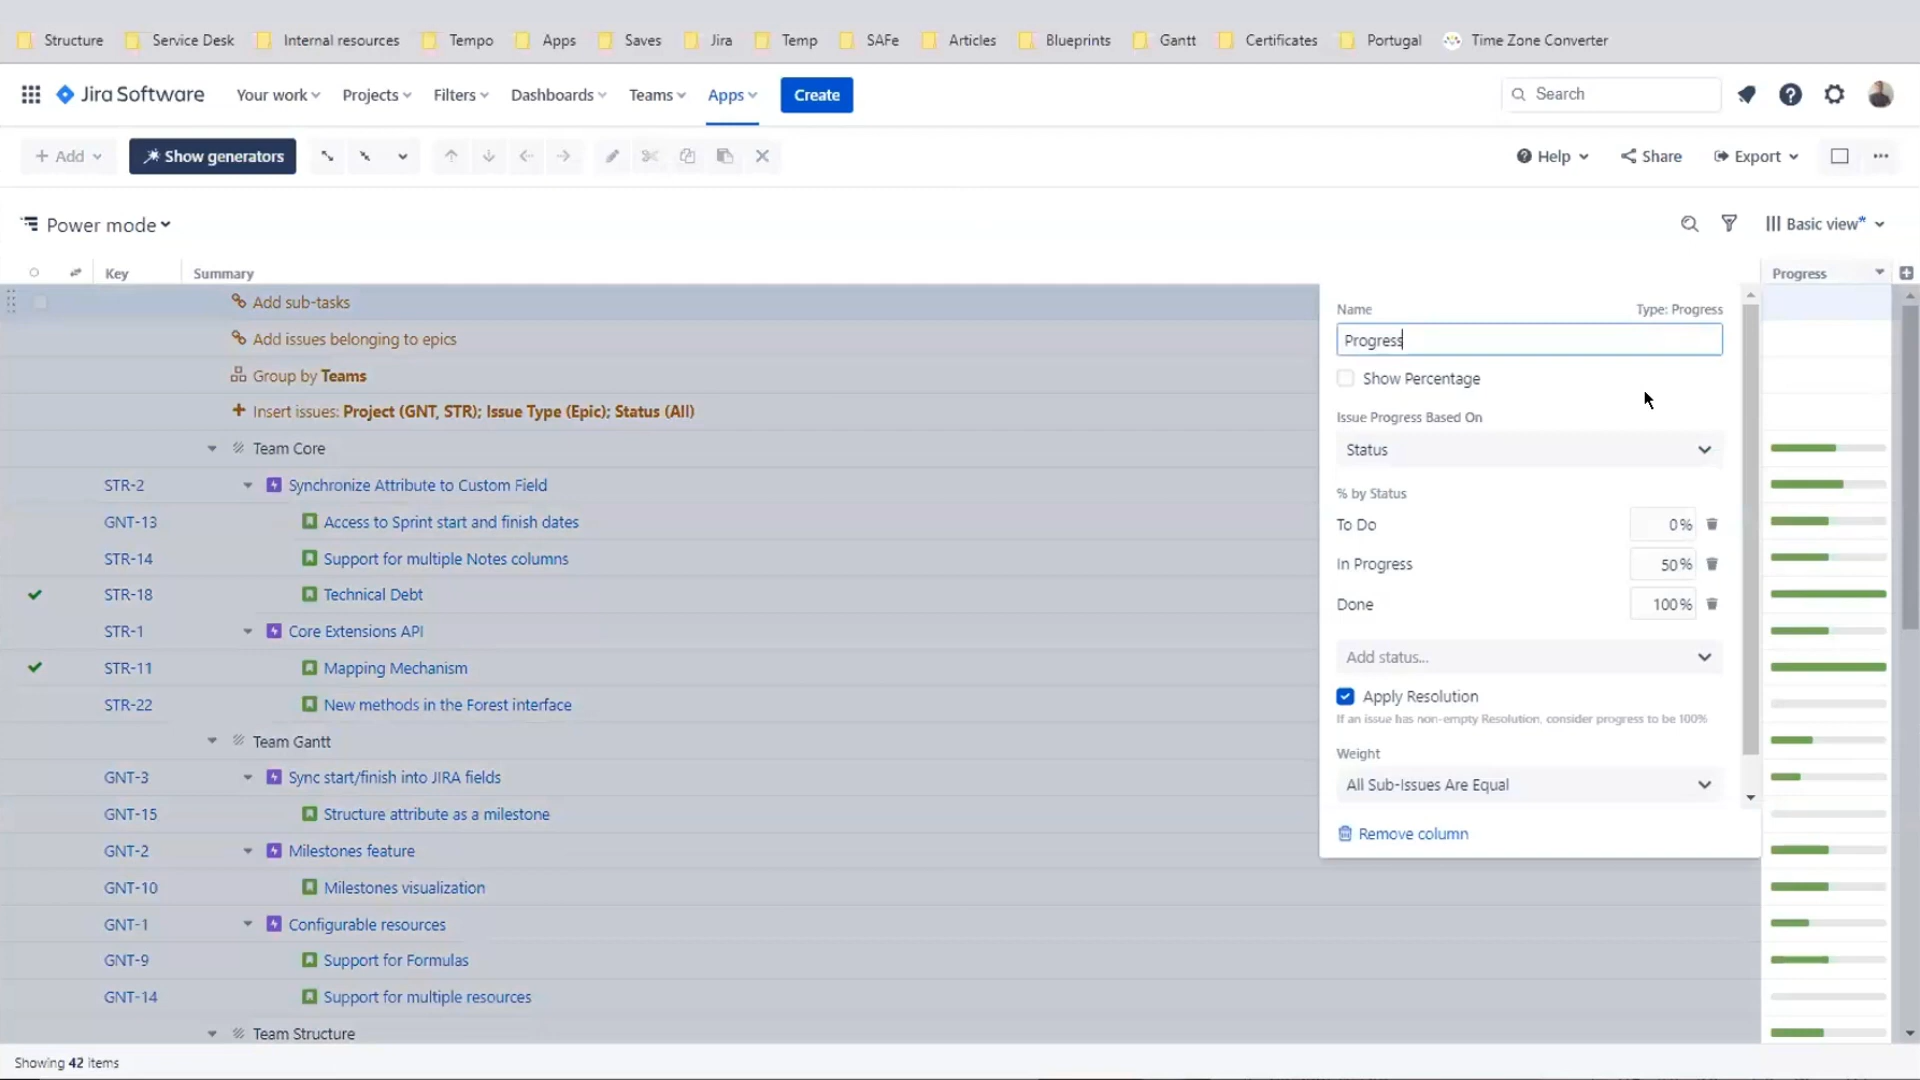 Structure Service Desk Internal resources Tempo Apps Saves Jira Temp SAFe Articles Blueprints Gantt Certificates Portugal Time Zone Converter
Jira Software Your work Projects Filters Dashboards Teams Apps Create Search
+ Add Show generators Help Share Export
Power mode Basic view*
Key Summary Progress
Add sub-tasks
Add issues belonging to epics
Group by Teams
Insert issues: Project (GNT, STR); Issue Type (Epic); Status (All)
Team Core
STR-2 Synchronize Attribute to Custom Field
GNT-13 Access to Sprint start and finish dates
STR-14 Support for multiple Notes columns
STR-18 Technical Debt
STR-1 Core Extensions API
STR-11 Mapping Mechanism
STR-22 New methods in the Forest interface
Team Gantt
GNT-3 Sync start/finish into JIRA fields
GNT-15 Structure attribute as a milestone
GNT-2 Milestones feature
GNT-10 Milestones visualization
GNT-1 Configurable resources
GNT-9 Support for Formulas
GNT-14 Support for multiple resources
Team Structure
Name Type: Progress
Progress
Show Percentage
Issue Progress Based On
Status
% by Status
To Do 0%
In Progress 50%
Done 100%
Add status...
Apply Resolution
If an issue has non-empty Resolution, consider progress to be 100%
Weight
All Sub-Issues Are Equal
Remove column
Showing 42 items